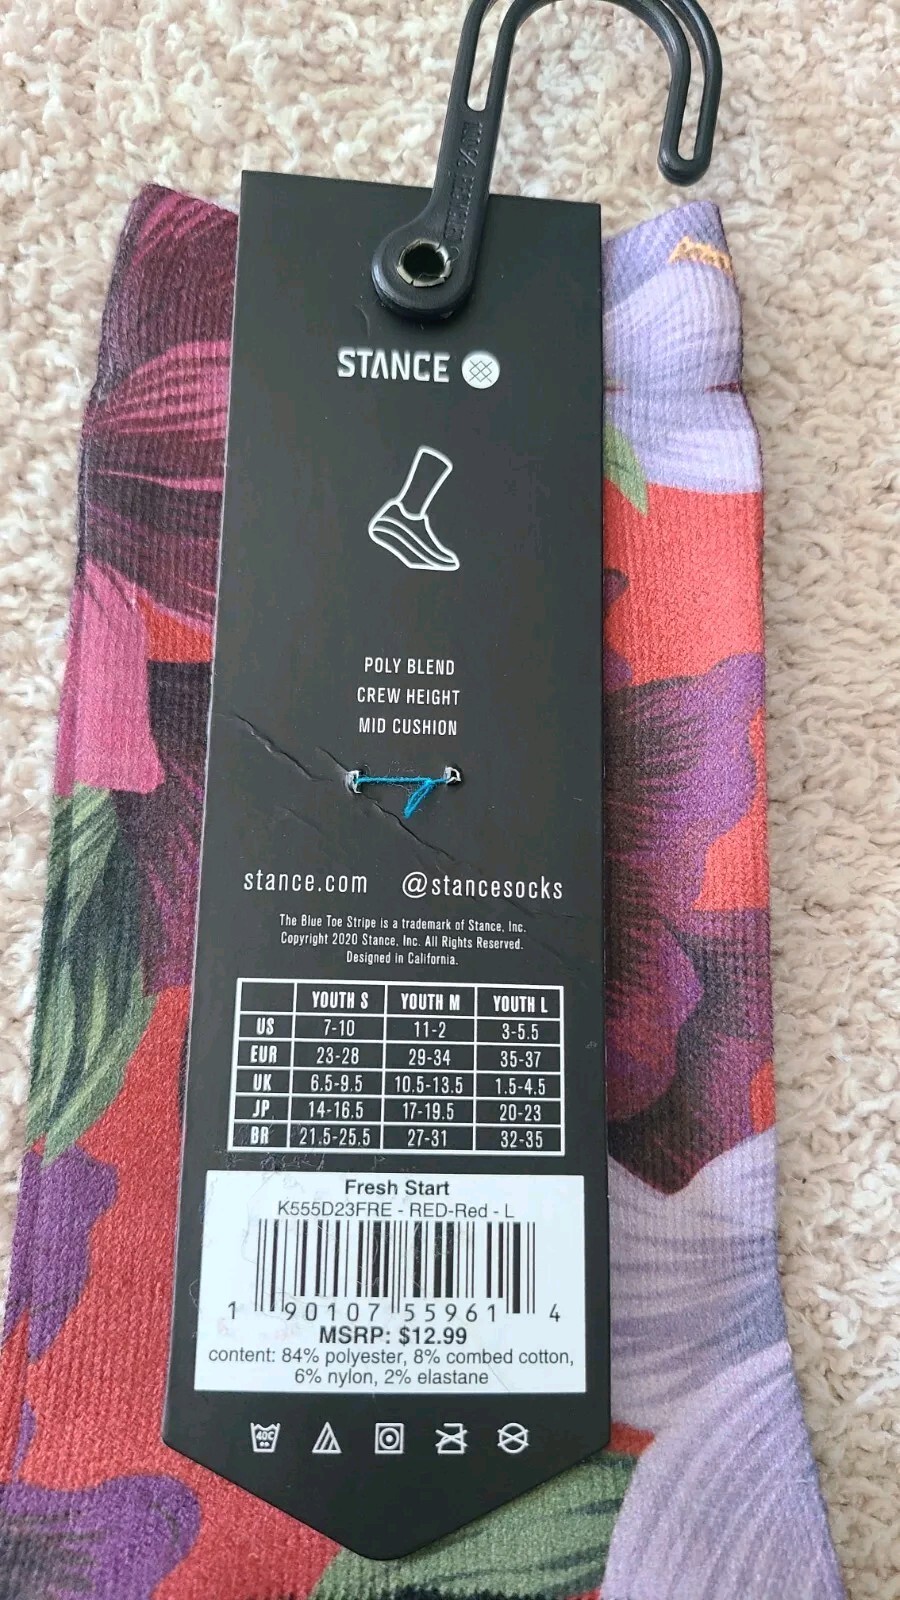 STANCE
POLY BLEND
CREW HEIGHT
MID CUSHION
stance.com @stancesocks
The Blue Toe Stripe is a trademark of Stance, Inc.
Copyright 2020 Stance, Inc. All Rights Reserved.
Designed in California.
YOUTH S YOUTH M YOUTH L
US 7-10 11-2 3-5.5
EUR 23-28 29-34 35-37
UK 6.5-9.5 10.5-13.5 1.5-4.5
JP 14-16.5 17-19.5 20-23
BR 21.5-25.5 27-31 32-35
Fresh Start
K555D23FRE - RED-Red - L
1 90107 55961 4
MSRP: $12.99
content: 84% polyester, 8% combed cotton,
6% nylon, 2% elastane
40C